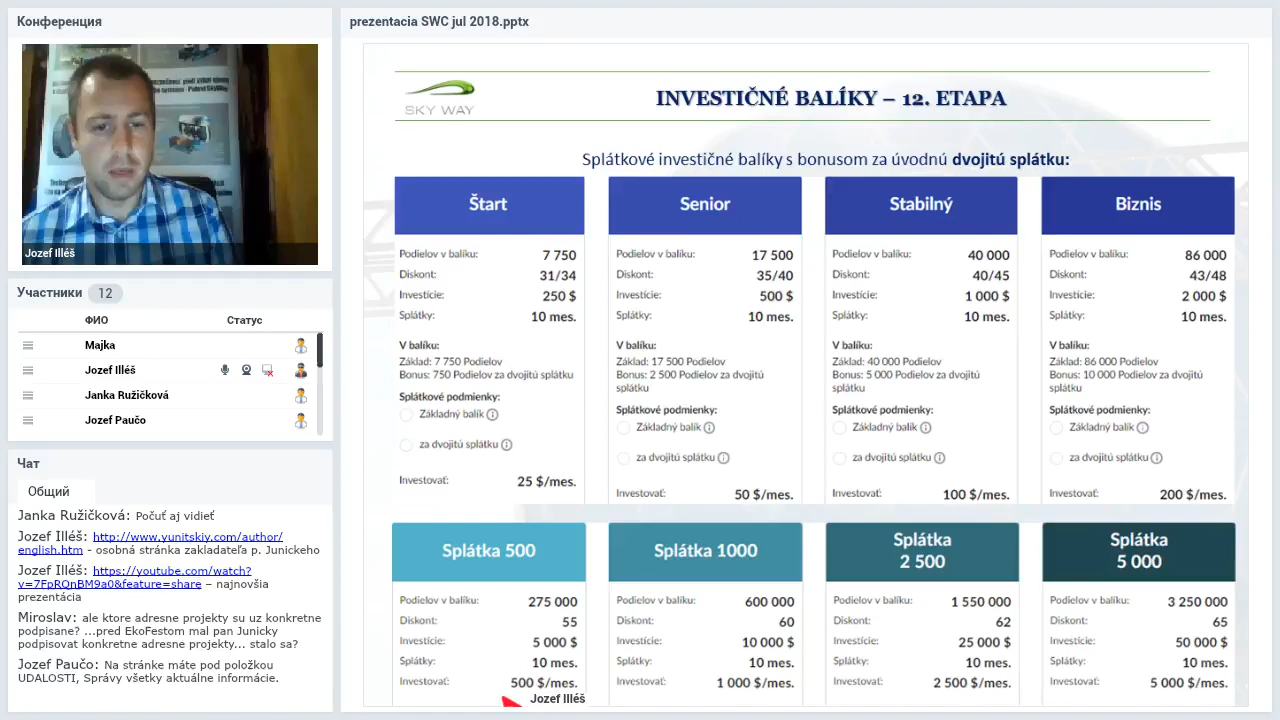 Конференция
Jozef Illéš
Участники 12
ФИО Статус
Majka
Jozef Illéš
Janka Ružičková
Jozef Paučo
Чат
Общий
Janka Ružičková: Počuť aj vidieť
Jozef Illéš: http://www.yunitskiy.com/author/
english.htm - osobná stránka zakladateľa p. Junickeho
Jozef Illéš: https://youtube.com/watch?
v=7FpRQnBM9a0&feature=share – najnovšia
prezentácia
Miroslav: ale ktore adresne projekty su uz konkretne
podpisane? ...pred EkoFestom mal pan Junicky
podpisovat konkretne adresne projekty... stalo sa?
Jozef Paučo: Na stránke máte pod položkou
UDALOSTI, Správy všetky aktuálne informácie.
prezentacia SWC jul 2018.pptx
SKY WAY
INVESTIČNÉ BALÍKY – 12. ETAPA
Splátkové investičné balíky s bonusom za úvodnú dvojitú splátku:
Štart
Podielov v balíku: 7 750
Diskont: 31/34
Investície: 250 $
Splátky: 10 mes.
V balíku:
Základ: 7 750 Podielov
Bonus: 750 Podielov za dvojitú splátku
Splátkové podmienky:
Základný balík
za dvojitú splátku
Investovať: 25 $/mes.
Senior
Podielov v balíku: 17 500
Diskont: 35/40
Investície: 500 $
Splátky: 10 mes.
V balíku:
Základ: 17 500 Podielov
Bonus: 2 500 Podielov za dvojitú
splátku
Splátkové podmienky:
Základný balík
za dvojitú splátku
Investovať: 50 $/mes.
Stabilný
Podielov v balíku: 40 000
Diskont: 40/45
Investície: 1 000 $
Splátky: 10 mes.
V balíku:
Základ: 40 000 Podielov
Bonus: 5 000 Podielov za dvojitú
splátku
Splátkové podmienky:
Základný balík
za dvojitú splátku
Investovať: 100 $/mes.
Biznis
Podielov v balíku: 86 000
Diskont: 43/48
Investície: 2 000 $
Splátky: 10 mes.
V balíku:
Základ: 86 000 Podielov
Bonus: 10 000 Podielov za dvojitú
splátku
Splátkové podmienky:
Základný balík
za dvojitú splátku
Investovať: 200 $/mes.
Splátka 500
Podielov v balíku: 275 000
Diskont: 55
Investície: 5 000 $
Splátky: 10 mes.
Investovať: 500 $/mes.
Jozef Illéš
Splátka 1000
Podielov v balíku: 600 000
Diskont: 60
Investície: 10 000 $
Splátky: 10 mes.
Investovať: 1 000 $/mes.
Splátka
2 500
Podielov v balíku: 1 550 000
Diskont: 62
Investície: 25 000 $
Splátky: 10 mes.
Investovať: 2 500 $/mes.
Splátka
5 000
Podielov v balíku: 3 250 000
Diskont: 65
Investície: 50 000 $
Splátky: 10 mes.
Investovať: 5 000 $/mes.